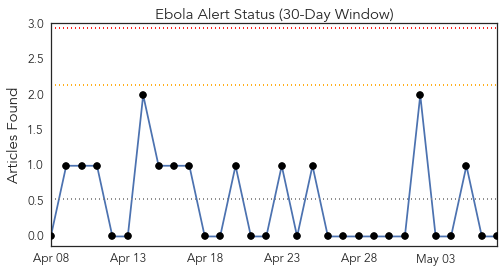 Ebola Alert Status (30-Day Window)
Articles Found
3.0
2.5
2.0
1.5
1.0
0.5
0.0
Apr 08 Apr 13 Apr 18 Apr 23 Apr 28 May 03